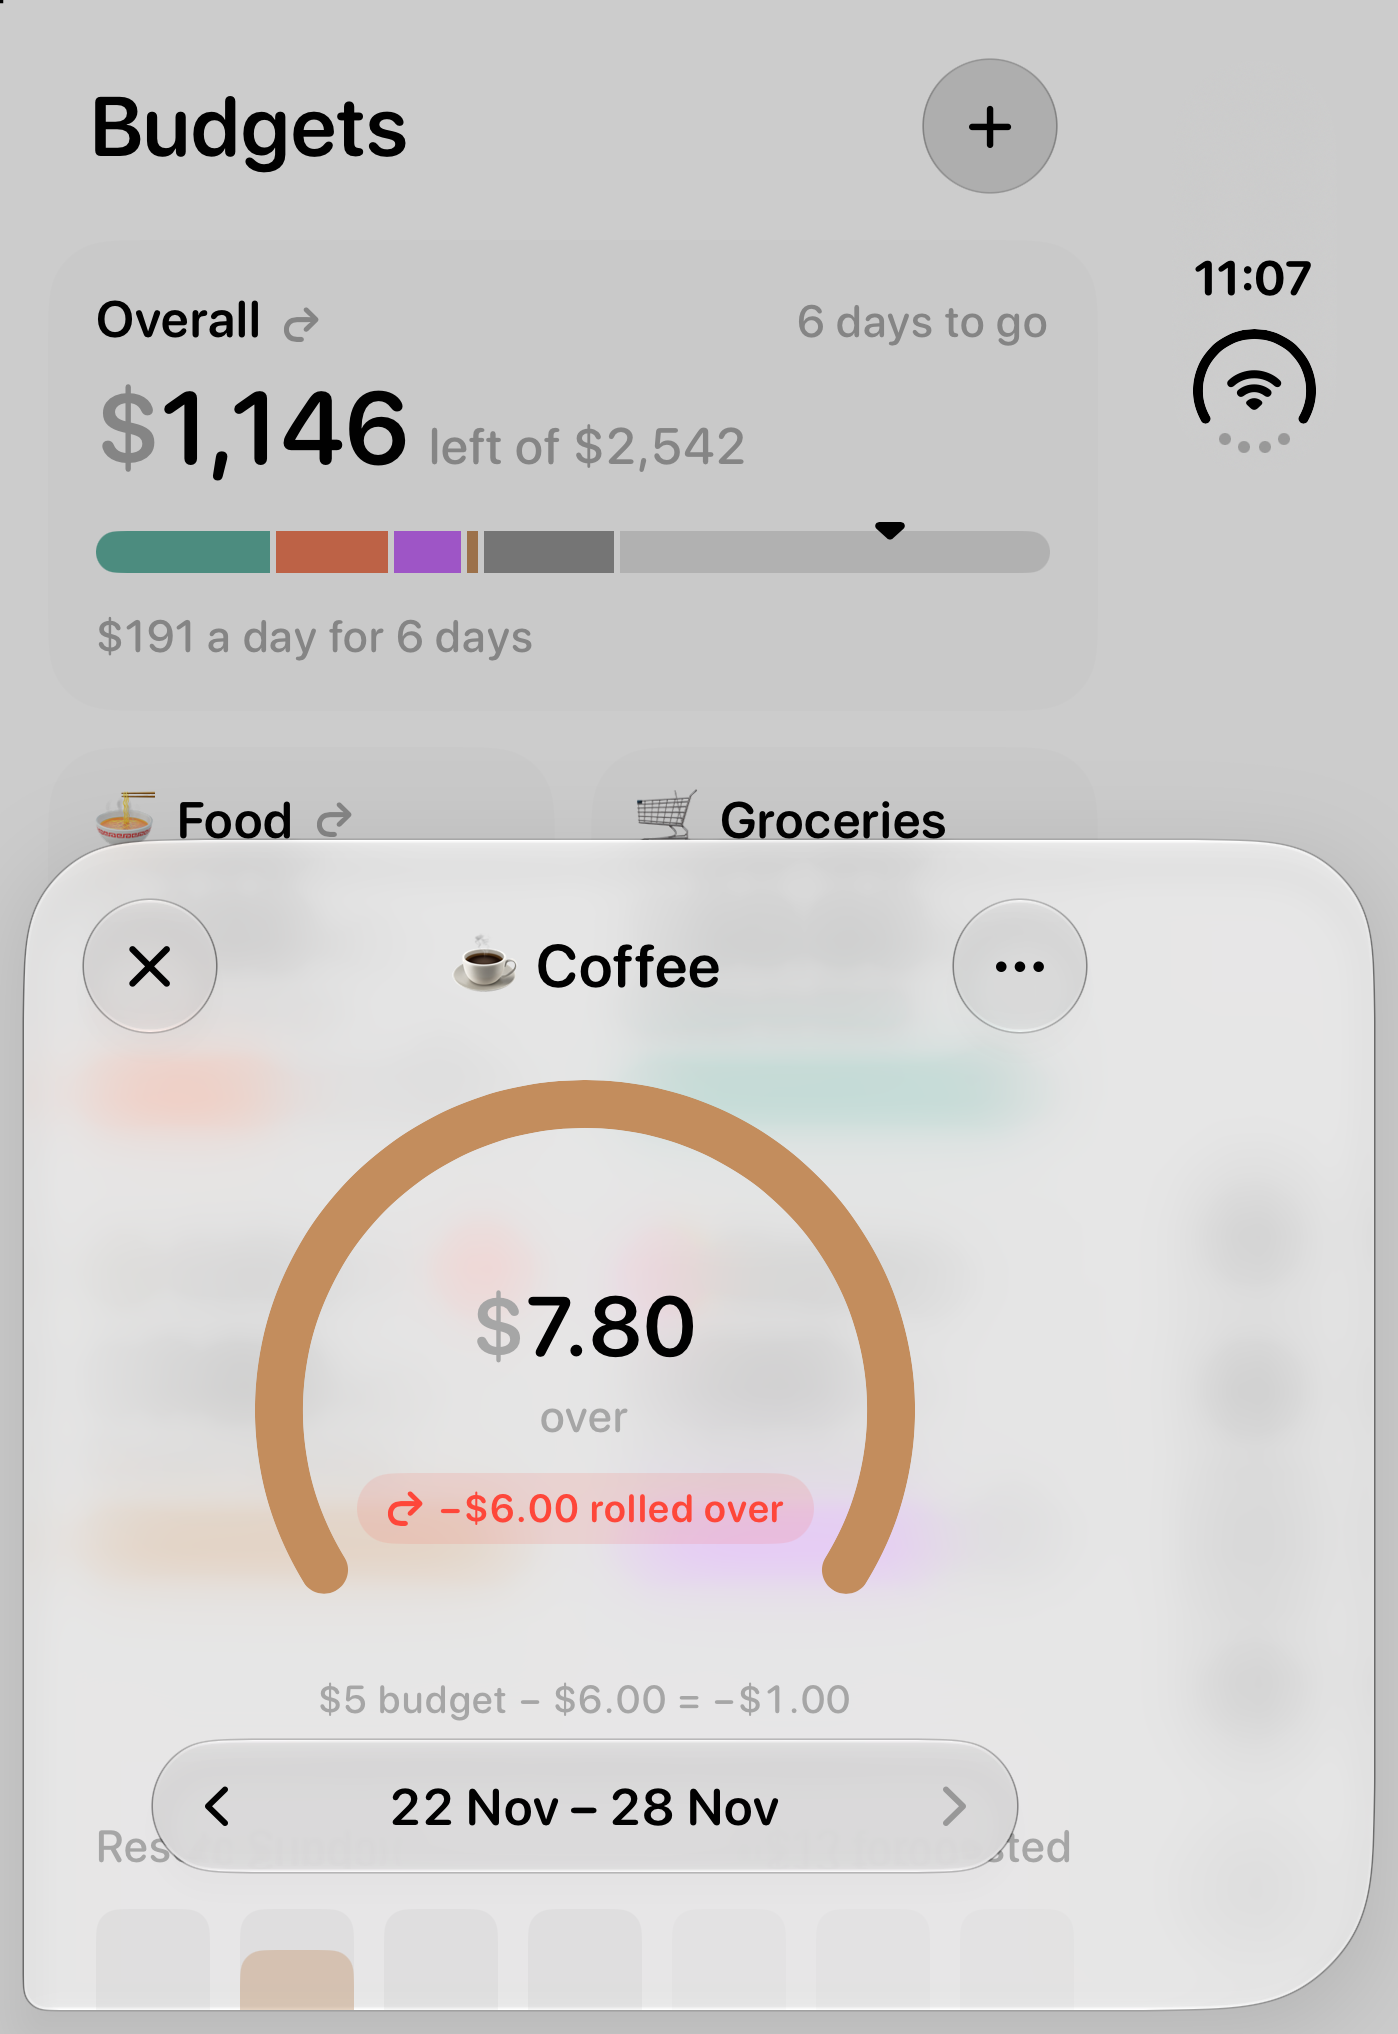 Budgets
11:07
Overall 6 days to go
$1,146 left of $2,542
$191 a day for 6 days
Food Groceries
Coffee
$7.80
over
−$6.00 rolled over
$5 budget − $6.00 = −$1.00
22 Nov – 28 Nov